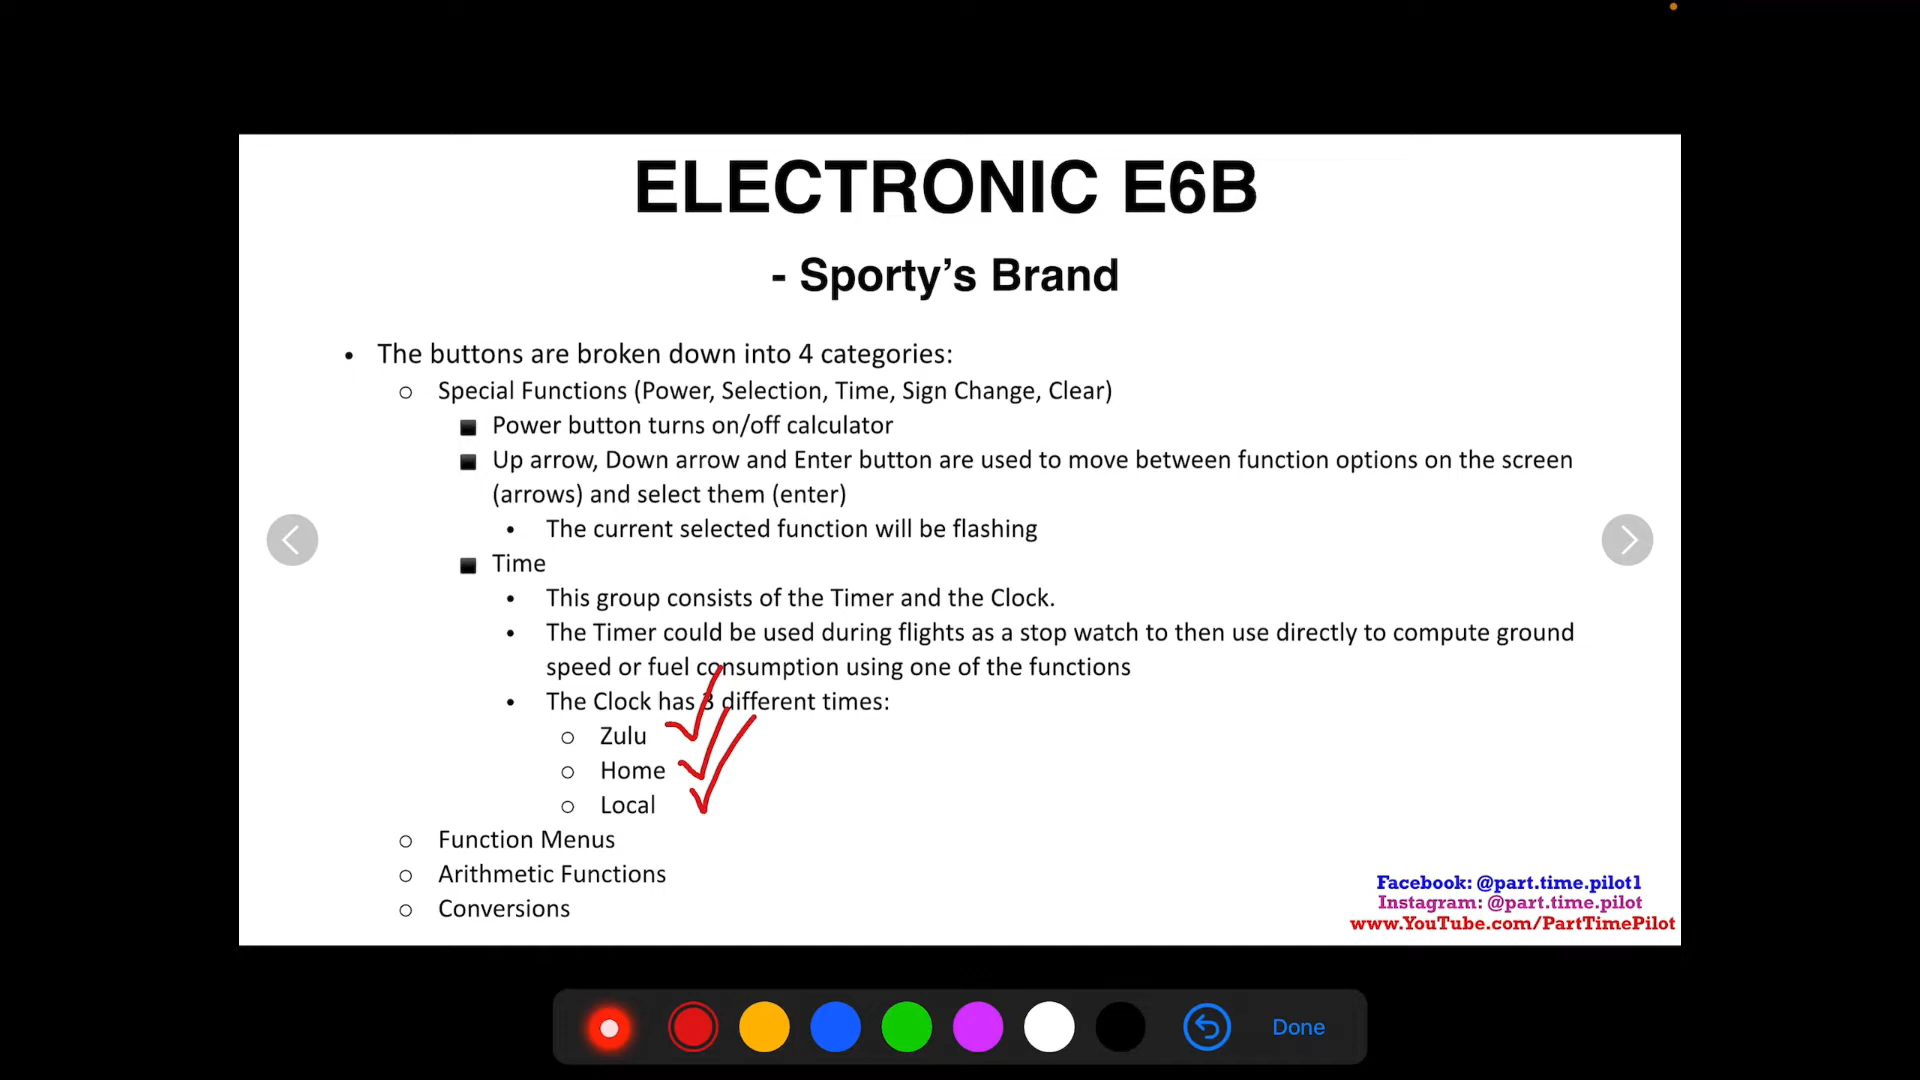 ELECTRONIC E6B
- Sporty’s Brand
• The buttons are broken down into 4 categories:
○ Special Functions (Power, Selection, Time, Sign Change, Clear)
■ Power button turns on/off calculator
■ Up arrow, Down arrow and Enter button are used to move between function options on the screen
(arrows) and select them (enter)
• The current selected function will be flashing
■ Time
• This group consists of the Timer and the Clock.
• The Timer could be used during flights as a stop watch to then use directly to compute ground
speed or fuel consumption using one of the functions
• The Clock has 3 different times:
○ Zulu
○ Home
○ Local
○ Function Menus
○ Arithmetic Functions
○ Conversions
Facebook: @part.time.pilot1
Instagram: @part.time.pilot
www.YouTube.com/PartTimePilot
Done